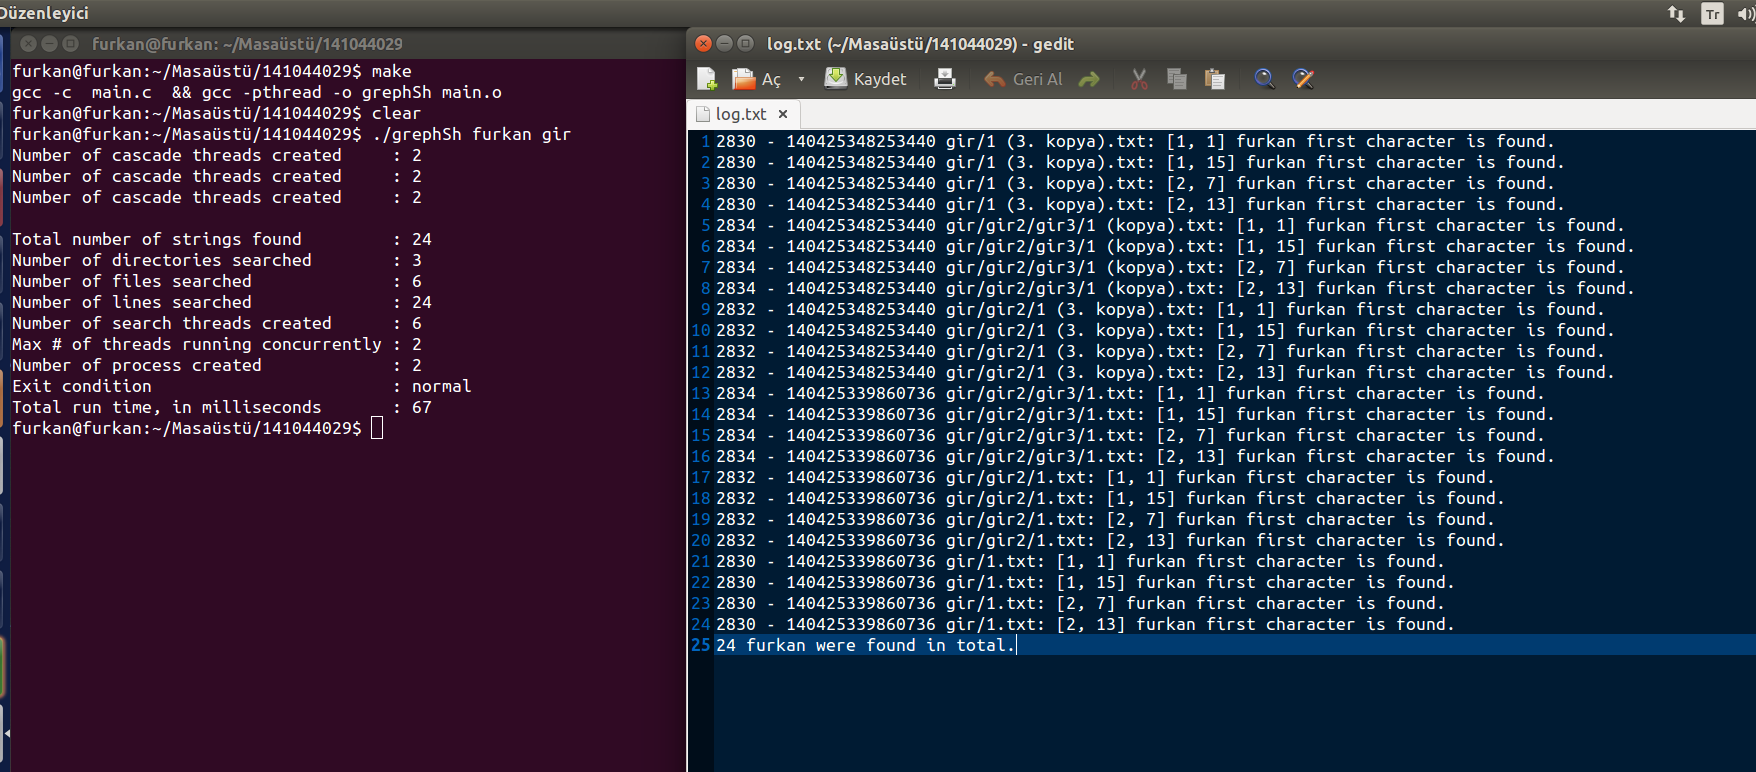 Düzenleyici
Tr
furkan@furkan: ~/Masaüstü/141044029
furkan@furkan:~/Masaüstü/141044029$ make
gcc -c  main.c  && gcc -pthread -o grephSh main.o
furkan@furkan:~/Masaüstü/141044029$ clear
furkan@furkan:~/Masaüstü/141044029$ ./grephSh furkan gir
Number of cascade threads created     : 2
Number of cascade threads created     : 2
Number of cascade threads created     : 2
Total number of strings found         : 24
Number of directories searched        : 3
Number of files searched              : 6
Number of lines searched              : 24
Number of search threads created      : 6
Max # of threads running concurrently : 2
Number of process created             : 2
Exit condition                        : normal
Total run time, in milliseconds       : 67
furkan@furkan:~/Masaüstü/141044029$
log.txt (~/Masaüstü/141044029) - gedit
Aç Kaydet Geri Al
log.txt ×
1 2830 - 140425348253440 gir/1 (3. kopya).txt: [1, 1] furkan first character is found.
2 2830 - 140425348253440 gir/1 (3. kopya).txt: [1, 15] furkan first character is found.
3 2830 - 140425348253440 gir/1 (3. kopya).txt: [2, 7] furkan first character is found.
4 2830 - 140425348253440 gir/1 (3. kopya).txt: [2, 13] furkan first character is found.
5 2834 - 140425348253440 gir/gir2/gir3/1 (kopya).txt: [1, 1] furkan first character is found.
6 2834 - 140425348253440 gir/gir2/gir3/1 (kopya).txt: [1, 15] furkan first character is found.
7 2834 - 140425348253440 gir/gir2/gir3/1 (kopya).txt: [2, 7] furkan first character is found.
8 2834 - 140425348253440 gir/gir2/gir3/1 (kopya).txt: [2, 13] furkan first character is found.
9 2832 - 140425348253440 gir/gir2/1 (3. kopya).txt: [1, 1] furkan first character is found.
10 2832 - 140425348253440 gir/gir2/1 (3. kopya).txt: [1, 15] furkan first character is found.
11 2832 - 140425348253440 gir/gir2/1 (3. kopya).txt: [2, 7] furkan first character is found.
12 2832 - 140425348253440 gir/gir2/1 (3. kopya).txt: [2, 13] furkan first character is found.
13 2834 - 140425339860736 gir/gir2/gir3/1.txt: [1, 1] furkan first character is found.
14 2834 - 140425339860736 gir/gir2/gir3/1.txt: [1, 15] furkan first character is found.
15 2834 - 140425339860736 gir/gir2/gir3/1.txt: [2, 7] furkan first character is found.
16 2834 - 140425339860736 gir/gir2/gir3/1.txt: [2, 13] furkan first character is found.
17 2832 - 140425339860736 gir/gir2/1.txt: [1, 1] furkan first character is found.
18 2832 - 140425339860736 gir/gir2/1.txt: [1, 15] furkan first character is found.
19 2832 - 140425339860736 gir/gir2/1.txt: [2, 7] furkan first character is found.
20 2832 - 140425339860736 gir/gir2/1.txt: [2, 13] furkan first character is found.
21 2830 - 140425339860736 gir/1.txt: [1, 1] furkan first character is found.
22 2830 - 140425339860736 gir/1.txt: [1, 15] furkan first character is found.
23 2830 - 140425339860736 gir/1.txt: [2, 7] furkan first character is found.
24 2830 - 140425339860736 gir/1.txt: [2, 13] furkan first character is found.
25 24 furkan were found in total.